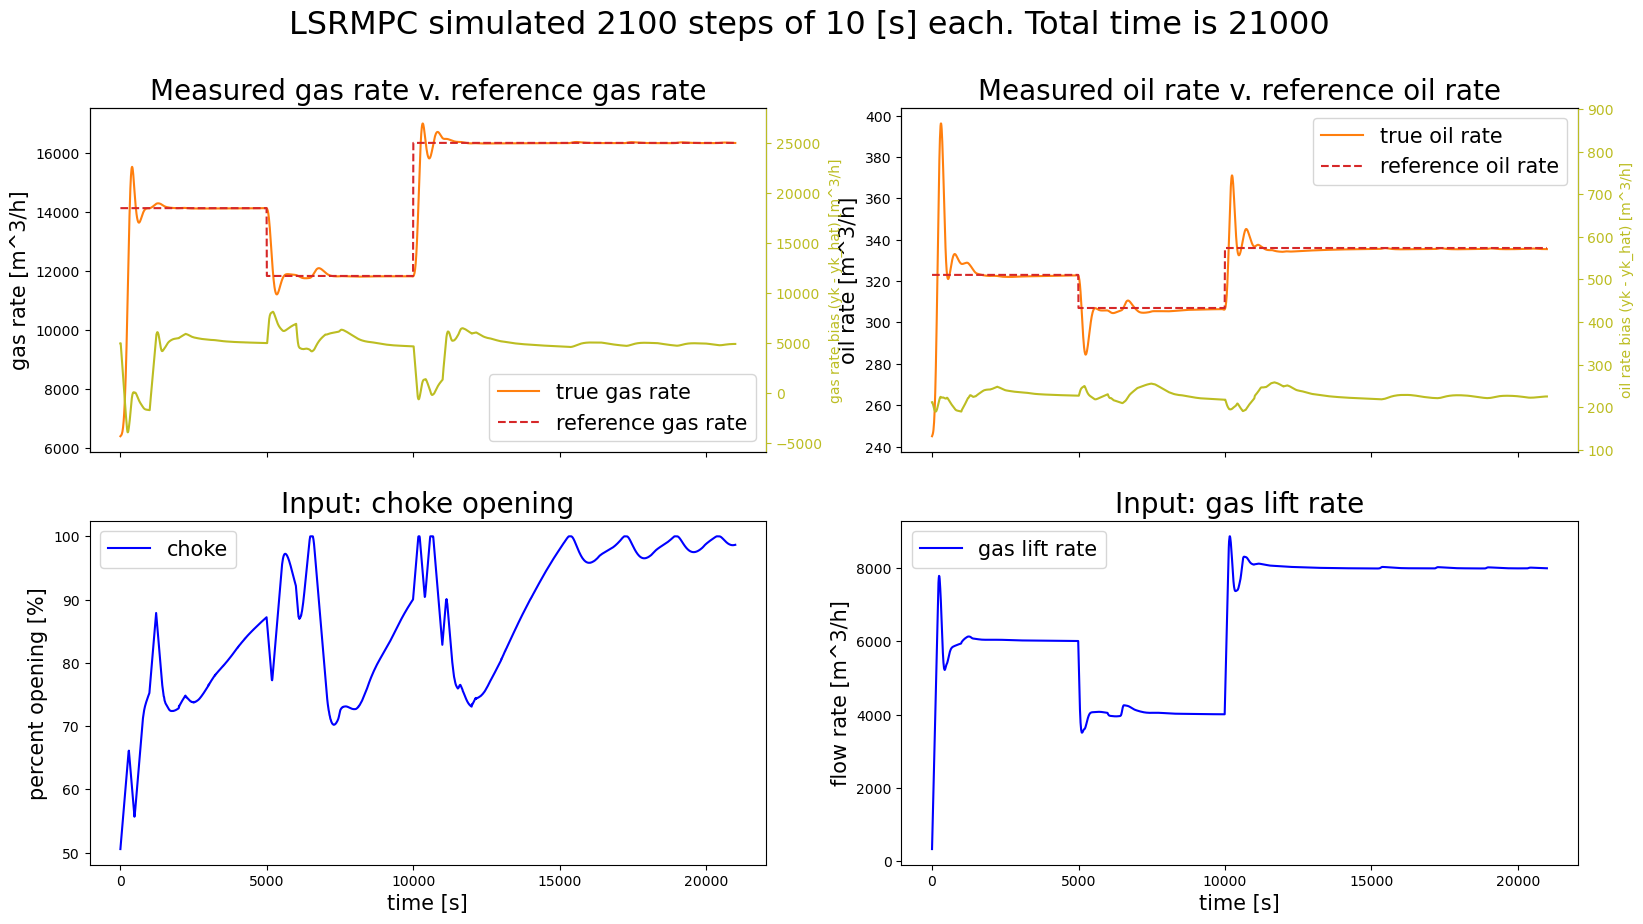 LSRMPC simulated 2100 steps of 10 [s] each. Total time is 21000
Measured gas rate v. reference gas rate
gas rate [m^3/h]
16000
14000
12000
10000
8000
6000
true gas rate
reference gas rate
25000
20000
15000
10000
5000
0
−5000
gas rate bias (yk - yk_hat) [m^3/h]
Measured oil rate v. reference oil rate
oil rate [m^3/h]
400
380
360
340
320
300
280
260
240
true oil rate
reference oil rate
900
800
700
600
500
400
300
200
100
oil rate bias (yk - yk_hat) [m^3/h]
Input: choke opening
percent opening [%]
100
90
80
70
60
50
choke
0
5000
10000
15000
20000
time [s]
Input: gas lift rate
flow rate [m^3/h]
8000
6000
4000
2000
0
gas lift rate
0
5000
10000
15000
20000
time [s]